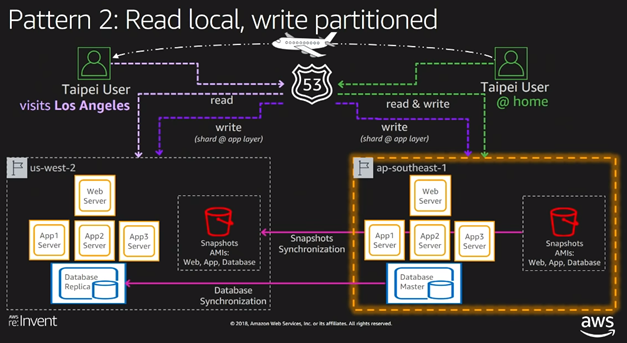 Pattern 2: Read local, write partitioned
Taipei User
visits Los Angeles
53
Taipei User
@ home
read
read & write
write
(shard @ app layer)
write
(shard @ app layer)
us-west-2
Web
Server
App1
Server
App2
Server
App3
Server
Snapshots
AMIs:
Web, App, Database
Database
Replica
Snapshots
Synchronization
Database
Synchronization
ap-southeast-1
Web
Server
App1
Server
App2
Server
App3
Server
Snapshots
AMIs:
Web, App, Database
Database
Master
AWS
re:Invent
© 2018, Amazon Web Services, Inc. or its affiliates. All rights reserved.
aws